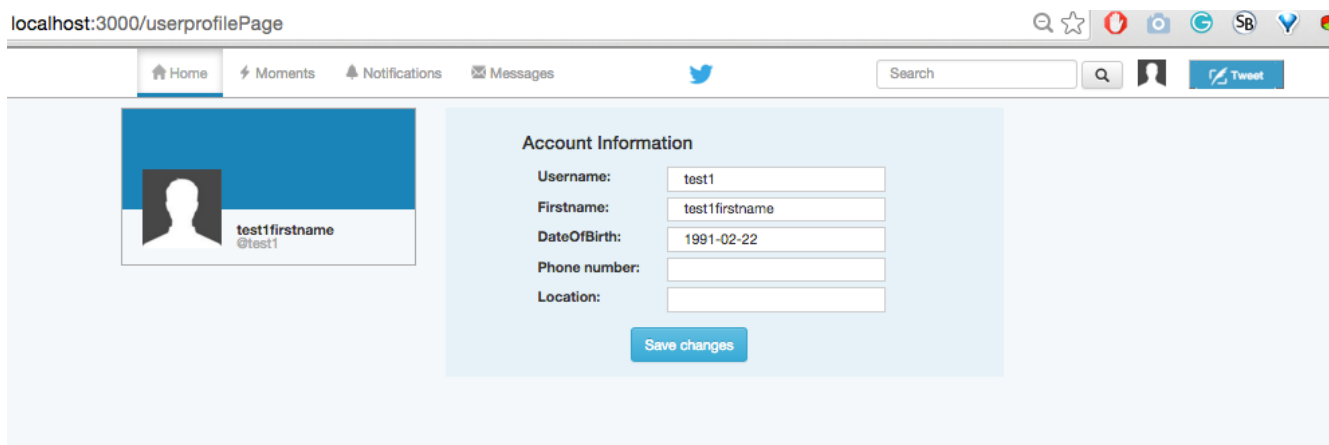 localhost:3000/userprofilePage
SB
Home Moments Notifications Messages Search Tweet
Account Information
Username: test1
Firstname: test1firstname
DateOfBirth: 1991-02-22
Phone number:
Location:
test1firstname
@test1
Save changes